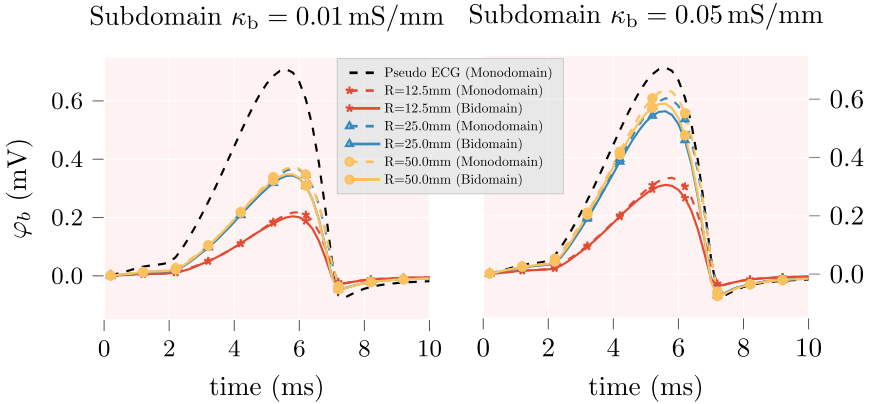 Subdomain κb = 0.01 mS/mm
Subdomain κb = 0.05 mS/mm
Pseudo ECG (Monodomain)
R=12.5mm (Monodomain)
R=12.5mm (Bidomain)
R=25.0mm (Monodomain)
R=25.0mm (Bidomain)
R=50.0mm (Monodomain)
R=50.0mm (Bidomain)
φb (mV)
0.6
0.4
0.2
0.0
0.6
0.4
0.2
0.0
0 2 4 6 8 10
0 2 4 6 8 10
time (ms)
time (ms)